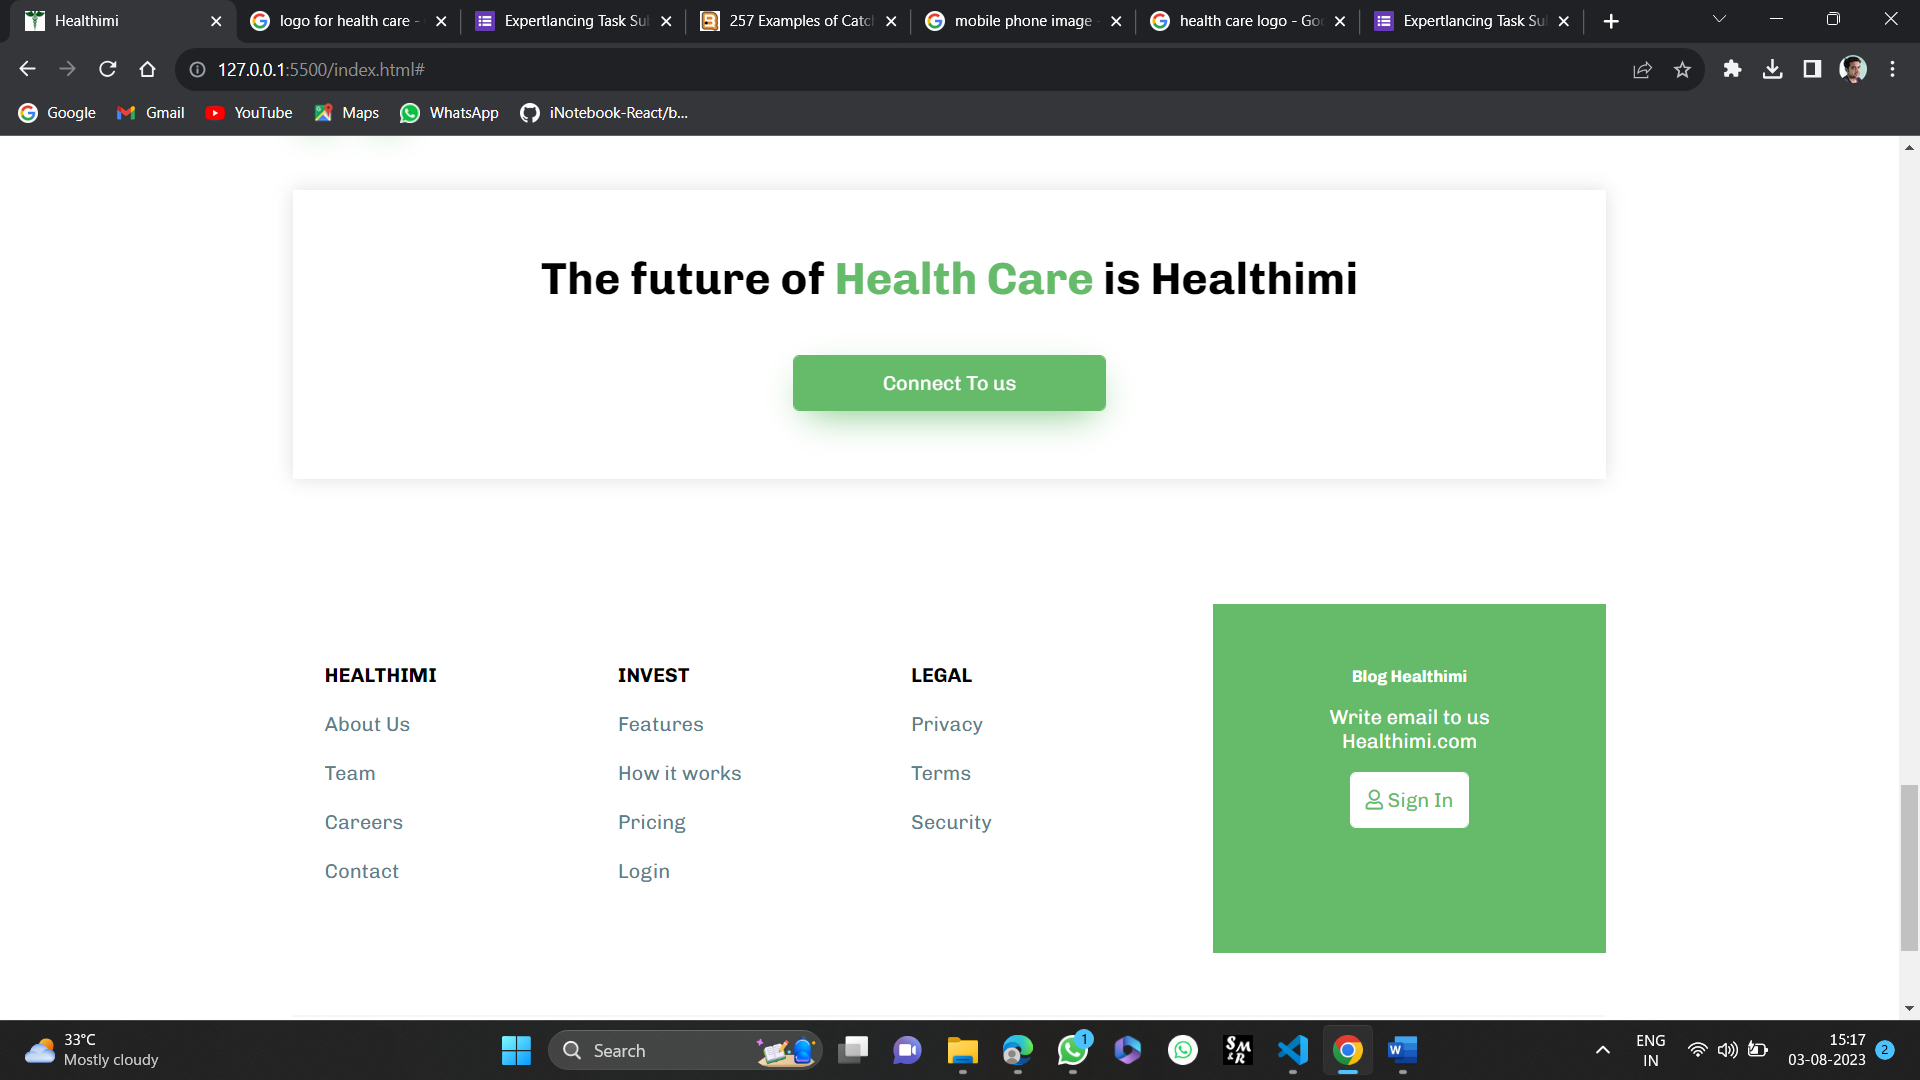 Healthimi
logo for health care -
Expertlancing Task Sul
257 Examples of Catc
mobile phone image
health care logo - Goo
Expertlancing Task Sul
127.0.0.1:5500/index.html#
Google
Gmail
YouTube
Maps
WhatsApp
iNotebook-React/b...
The future of Health Care is Healthimi
Connect To us
HEALTHIMI
About Us
Team
Careers
Contact
INVEST
Features
How it works
Pricing
Login
LEGAL
Privacy
Terms
Security
Blog Healthimi
Write email to us
Healthimi.com
Sign In
33°C
Mostly cloudy
Search
1
SM
&R
W
ENG
IN
15:17
03-08-2023
2